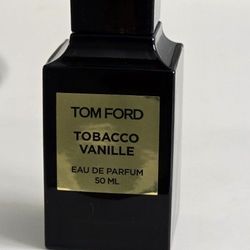 TOM FORD
TOBACCO
VANILLE
EAU DE PARFUM
50 ML